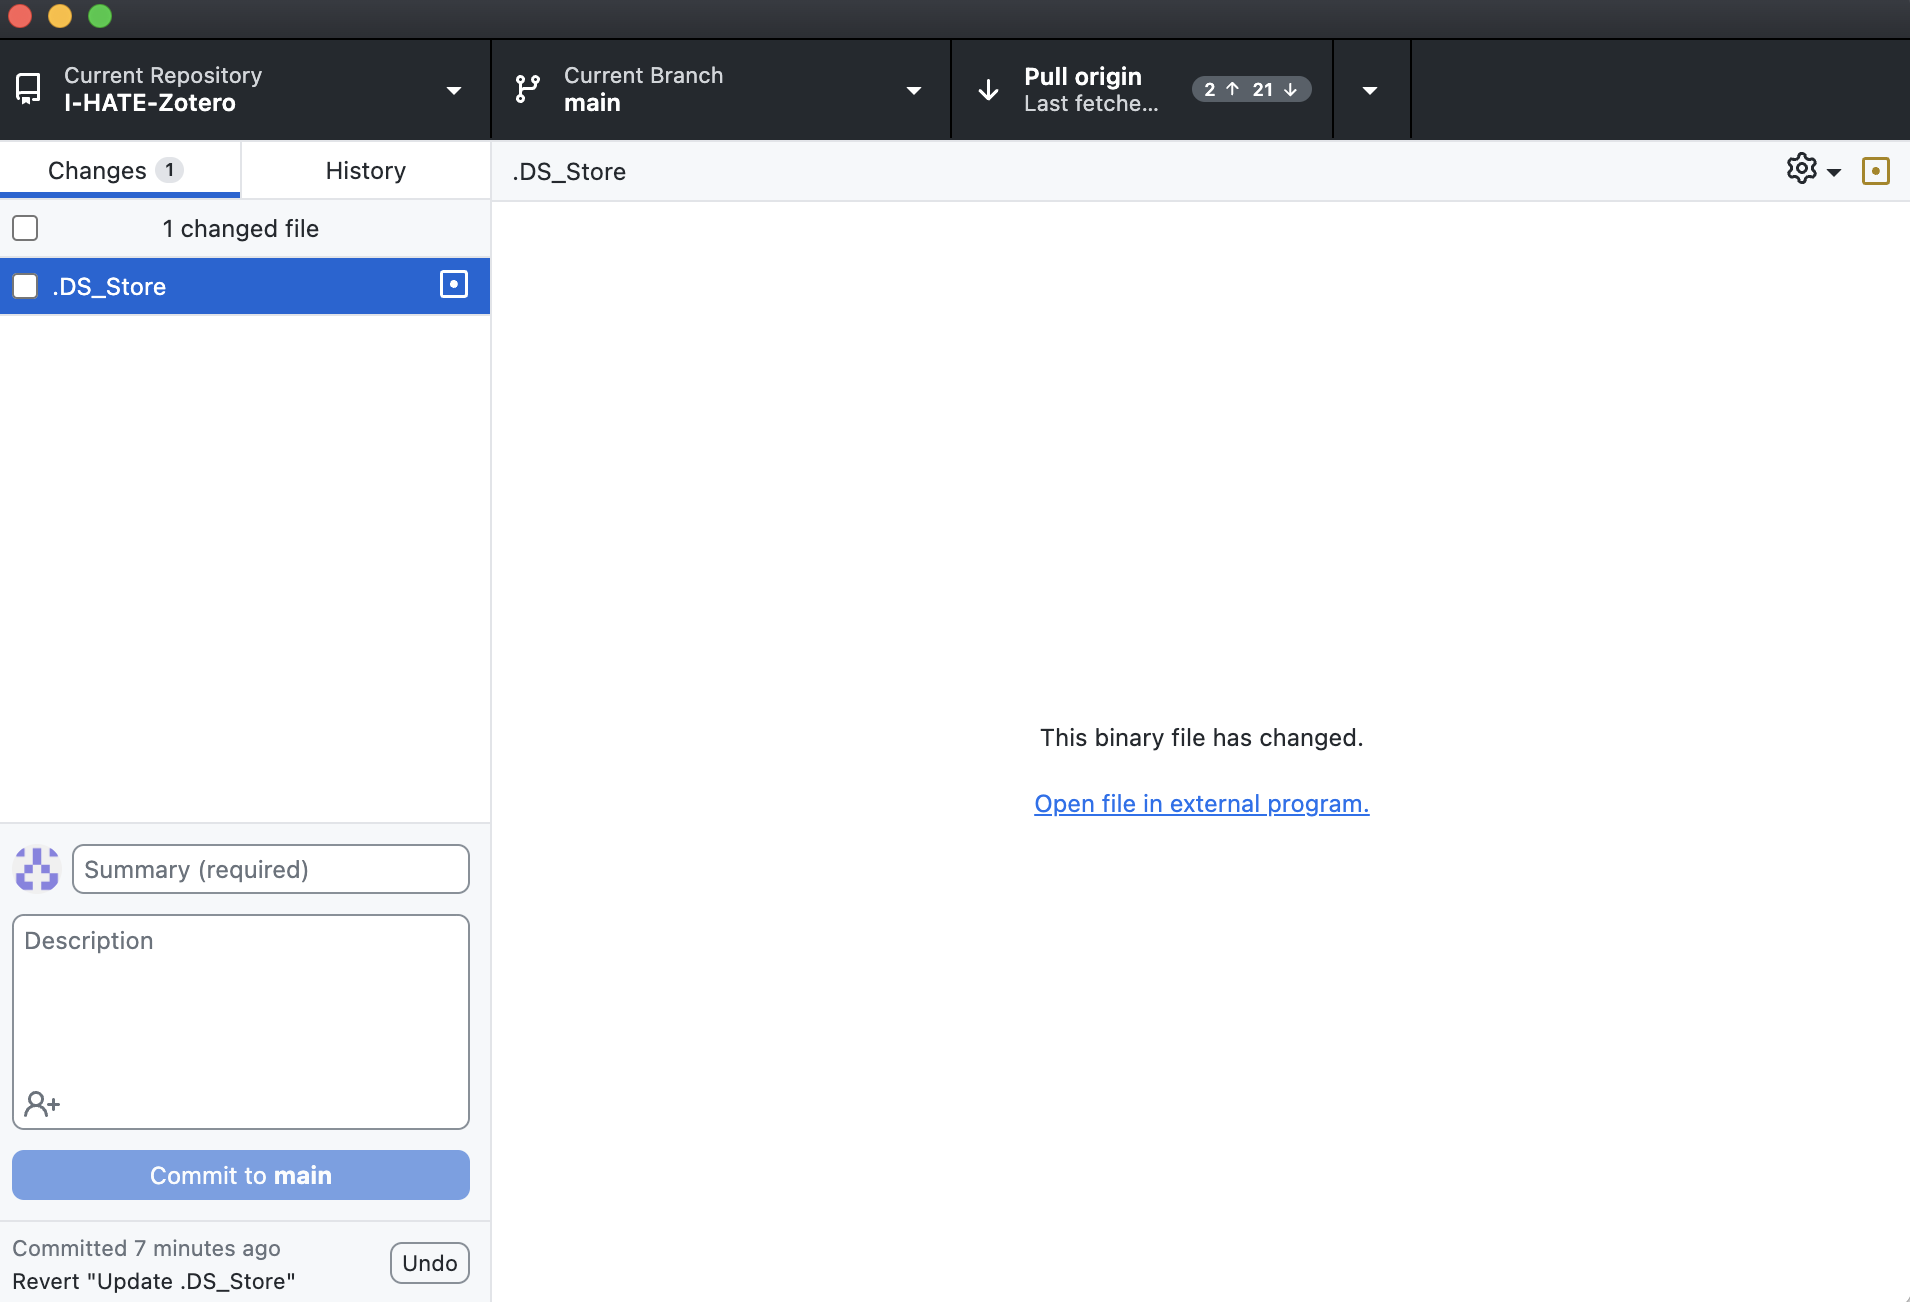 Current Repository
I-HATE-Zotero
Current Branch
main
Pull origin
Last fetche...
2 ↑ 21 ↓
Changes 1
History
.DS_Store
1 changed file
.DS_Store
This binary file has changed.
Open file in external program.
Summary (required)
Description
Commit to main
Committed 7 minutes ago
Revert "Update .DS_Store"
Undo